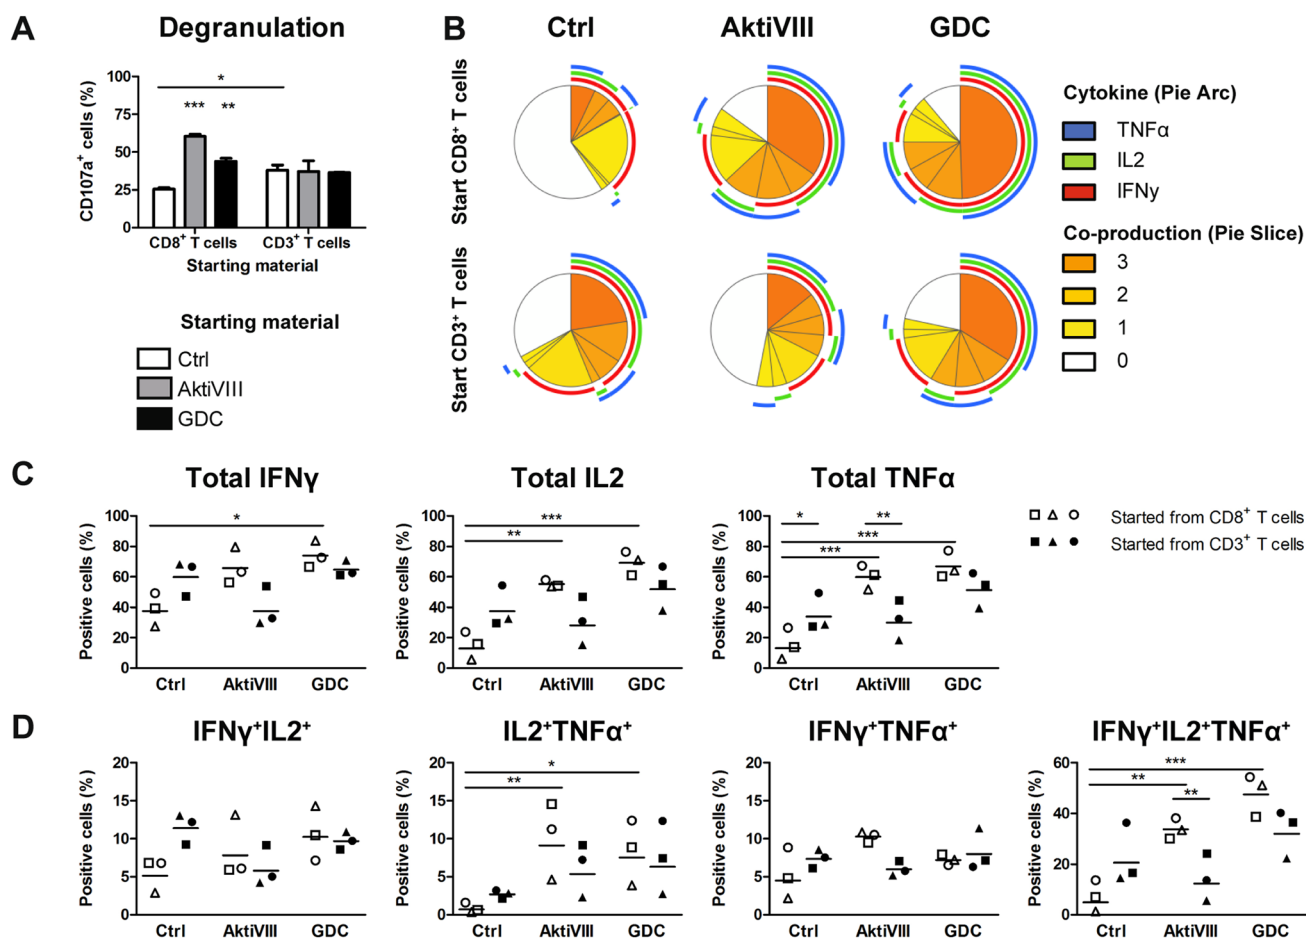 A
Degranulation
CD107a⁺ cells (%)
100
75
50
25
0
*
***
**
CD8⁺ T cells
CD3⁺ T cells
Starting material
Starting material
Ctrl
AktiVIII
GDC
B
Ctrl
AktiVIII
GDC
Start CD8⁺ T cells
Start CD3⁺ T cells
Cytokine (Pie Arc)
TNFα
IL2
IFNy
Co-production (Pie Slice)
3
2
1
0
C
Total IFNγ
Positive cells (%)
100
80
60
40
20
0
*
Ctrl
AktiVIII
GDC
Total IL2
Positive cells (%)
100
80
60
40
20
0
***
**
Ctrl
AktiVIII
GDC
Total TNFα
Positive cells (%)
100
80
60
40
20
0
*
**
***
***
Ctrl
AktiVIII
GDC
Started from CD8⁺ T cells
Started from CD3⁺ T cells
D
IFNγ⁺IL2⁺
Positive cells (%)
20
15
10
5
0
Ctrl
AktiVIII
GDC
IL2⁺TNFα⁺
Positive cells (%)
20
15
10
5
0
*
**
Ctrl
AktiVIII
GDC
IFNγ⁺TNFα⁺
Positive cells (%)
20
15
10
5
0
Ctrl
AktiVIII
GDC
IFNγ⁺IL2⁺TNFα⁺
Positive cells (%)
60
40
20
0
***
**
**
Ctrl
AktiVIII
GDC